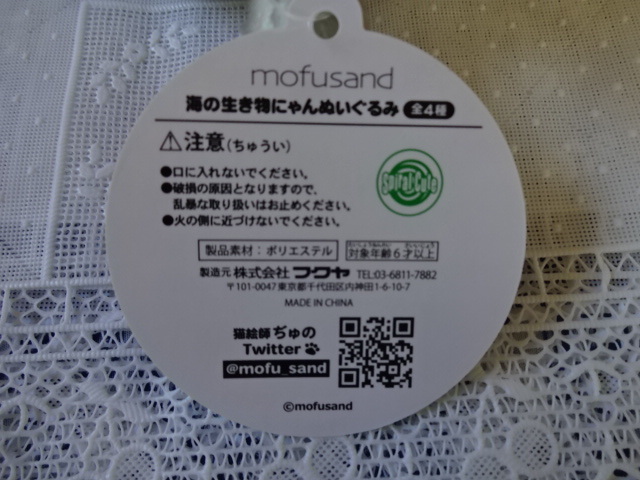 mofusand
海の生き物にゃんぬいぐるみ 全4種
⚠注意(ちゅうい)
●口に入れないでください。
●破損の原因となりますので、
乱暴な取り扱いはお止めください。
●火の側に近づけないでください。
Spiral Cute
製品素材：ポリエステル
対象年齢6才以上
製造元 株式会社フクヤ TEL:03-6811-7882
〒101-0047東京都千代田区内神田1-6-10-7
MADE IN CHINA
猫絵師ぢゅの
Twitter
@mofu_sand
©mofusand